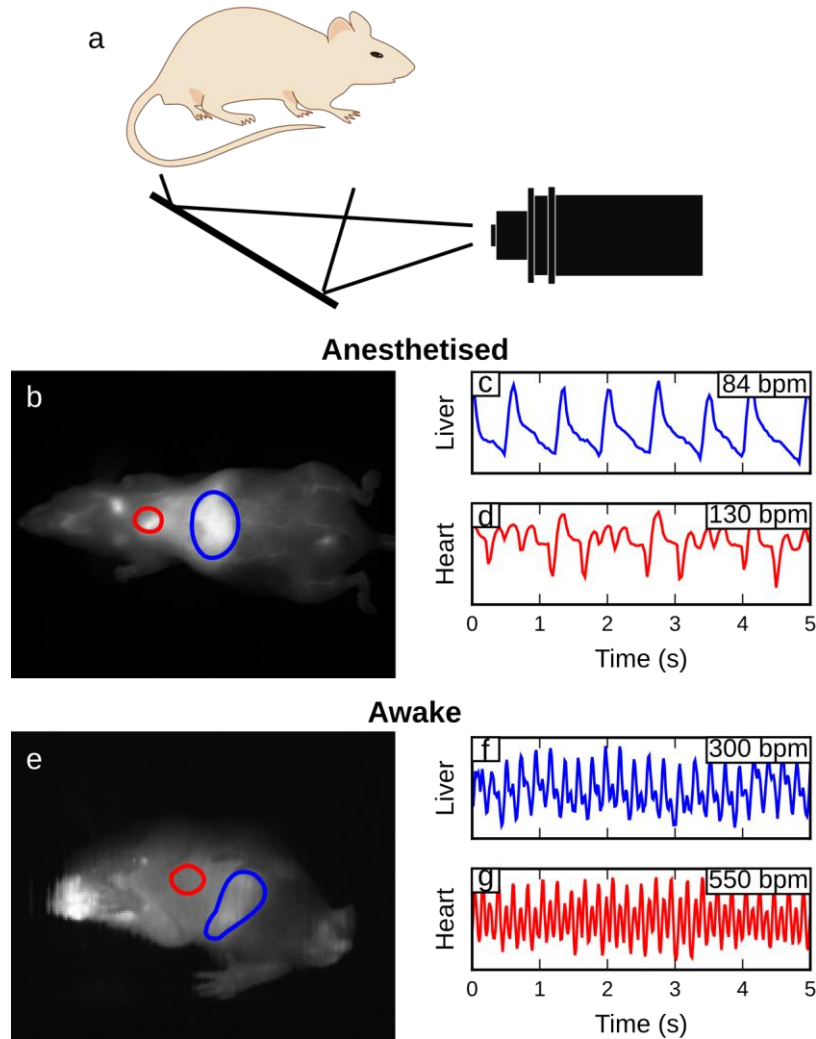 a
Anesthetised
b
c
84 bpm
Liver
d
130 bpm
Heart
0 1 2 3 4 5
Time (s)
Awake
e
f
300 bpm
Liver
g
550 bpm
Heart
0 1 2 3 4 5
Time (s)